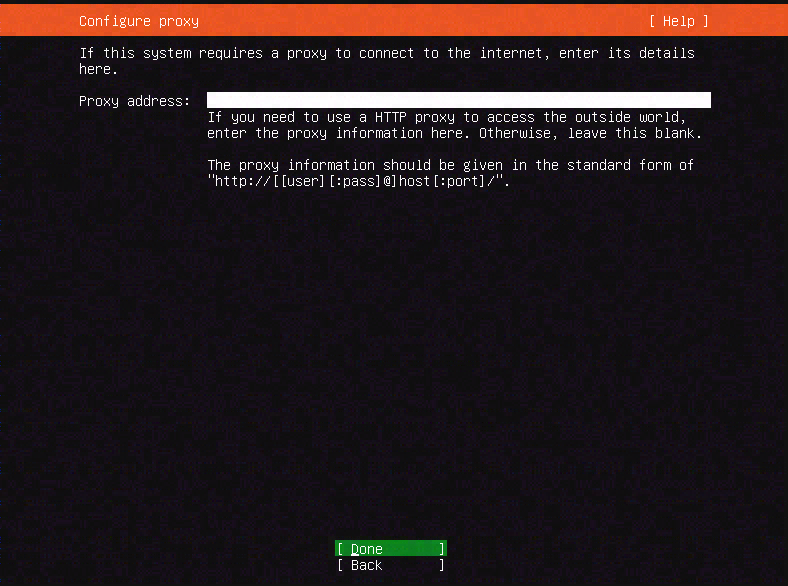 Configure proxy [ Help ]
If this system requires a proxy to connect to the internet, enter its details
here.
Proxy address:
If you need to use a HTTP proxy to access the outside world,
enter the proxy information here. Otherwise, leave this blank.
The proxy information should be given in the standard form of
"http://[[user][:pass]@]host[:port]/".
[ Done ]
[ Back ]